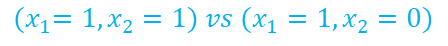 (x₁= 1, x₂ = 1) vs (x₁ = 1, x₂ = 0)